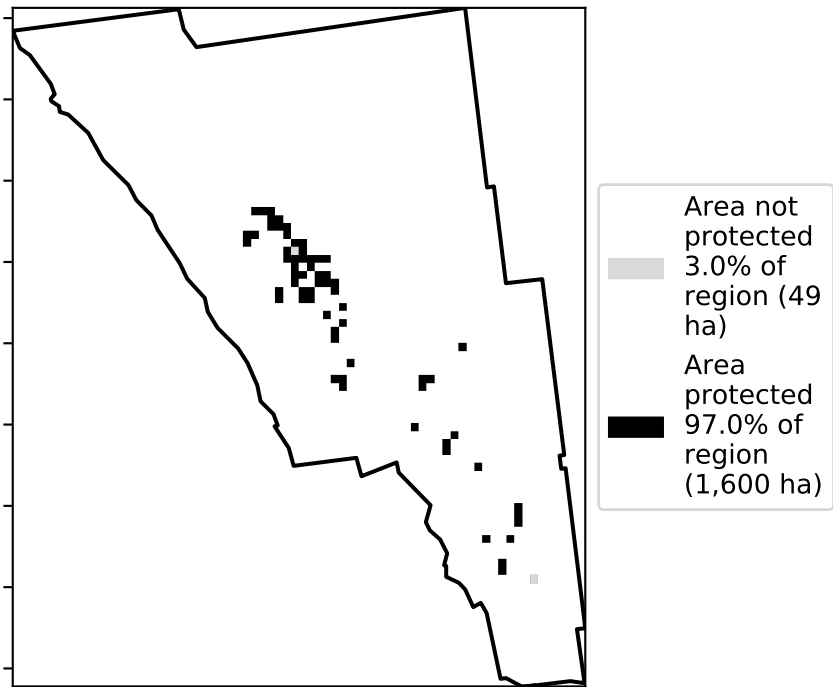 Area not
protected
3.0% of
region (49
ha)
Area
protected
97.0% of
region
(1,600 ha)